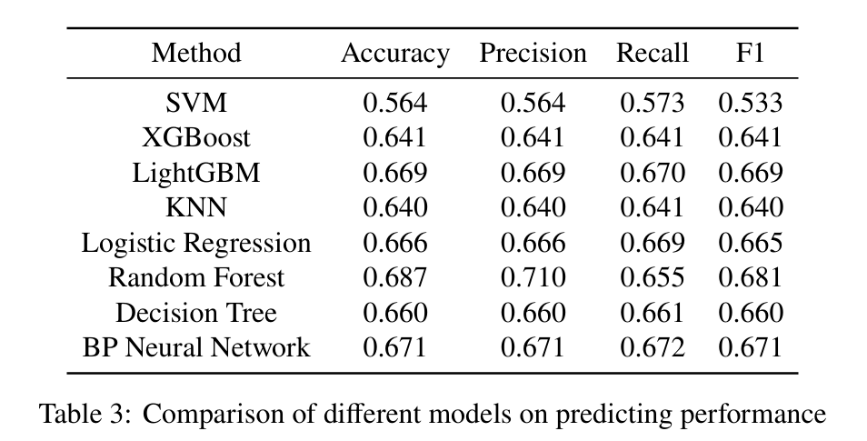 Method Accuracy Precision Recall F1
SVM 0.564 0.564 0.573 0.533
XGBoost 0.641 0.641 0.641 0.641
LightGBM 0.669 0.669 0.670 0.669
KNN 0.640 0.640 0.641 0.640
Logistic Regression 0.666 0.666 0.669 0.665
Random Forest 0.687 0.710 0.655 0.681
Decision Tree 0.660 0.660 0.661 0.660
BP Neural Network 0.671 0.671 0.672 0.671
Table 3: Comparison of different models on predicting performance